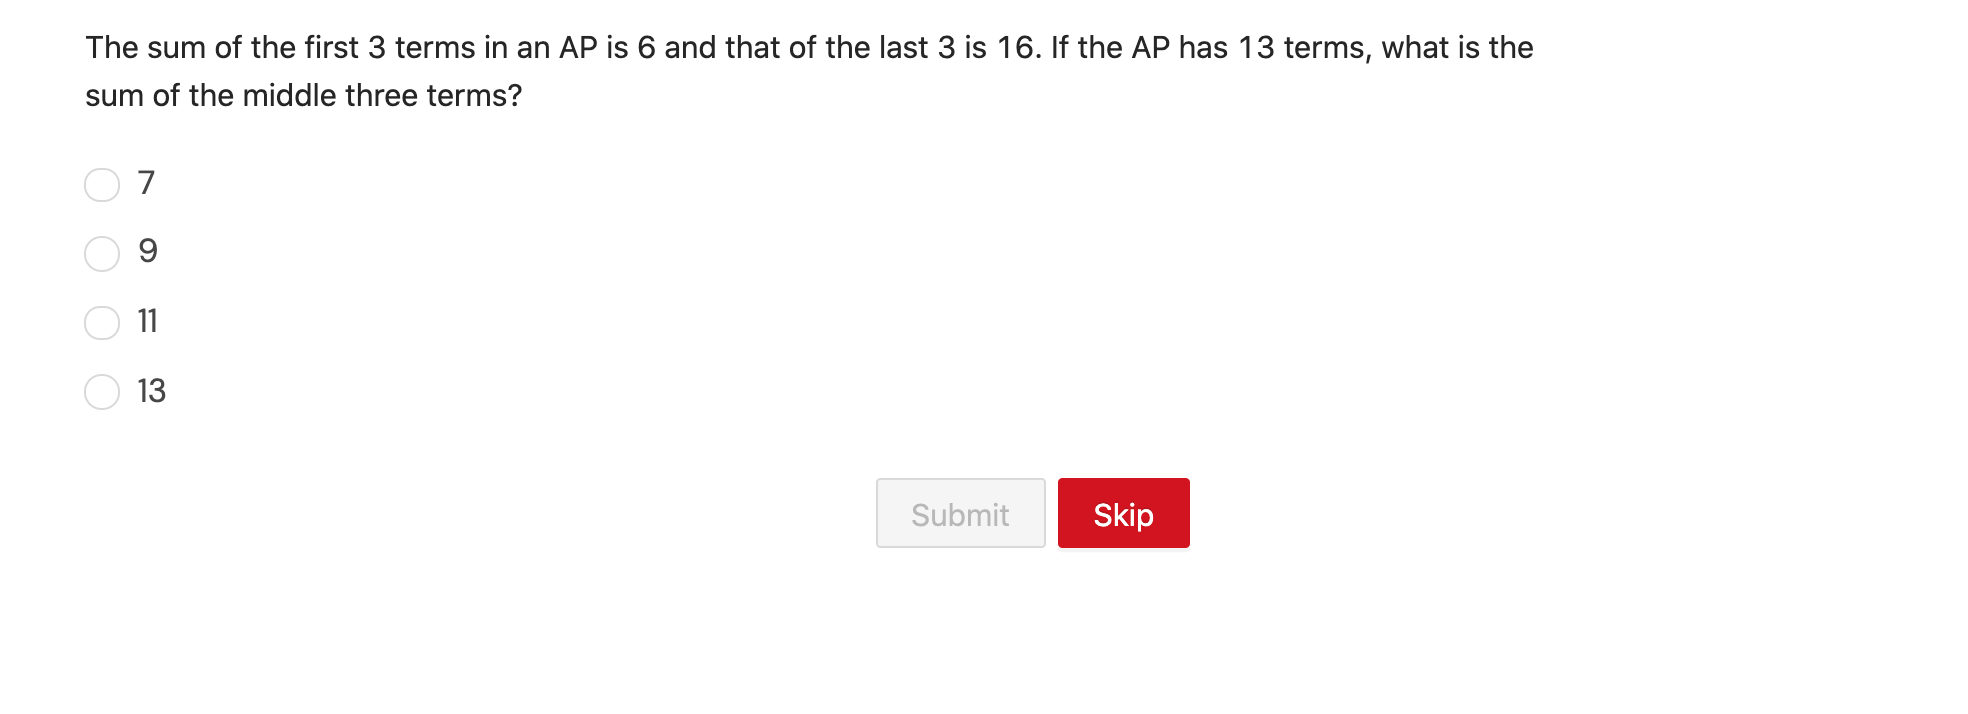 The sum of the first 3 terms in an AP is 6 and that of the last 3 is 16. If the AP has 13 terms, what is the
sum of the middle three terms?
7
9
11
13
Submit
Skip